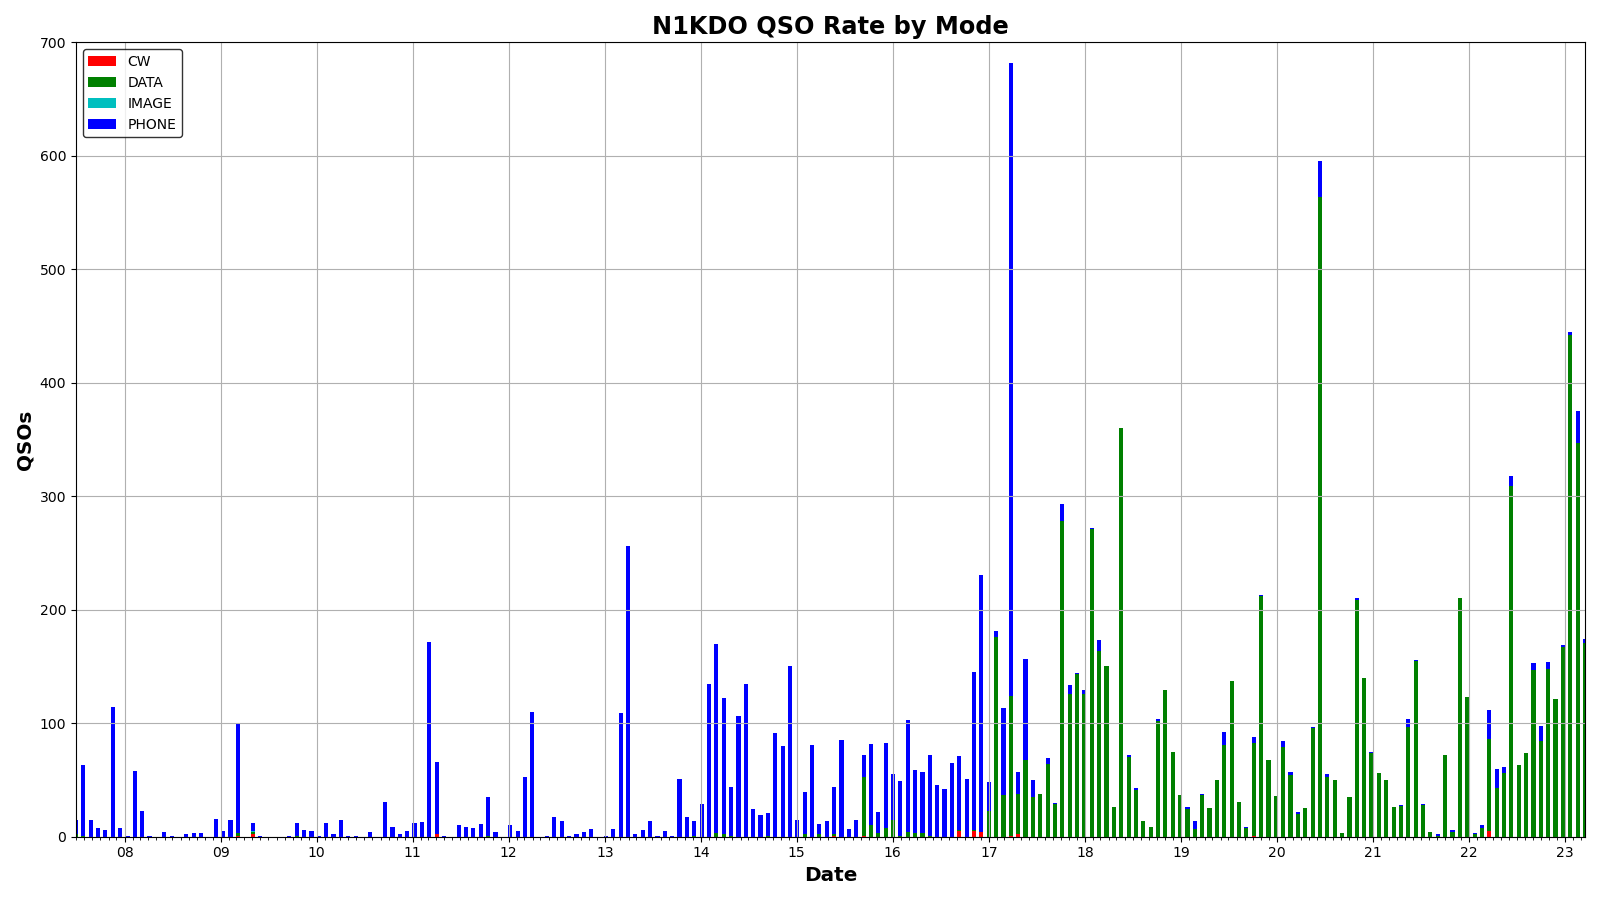 N1KDO QSO Rate by Mode
CW
DATA
IMAGE
PHONE
700
600
500
400
300
200
100
0
QSOs
08 09 10 11 12 13 14 15 16 17 18 19 20 21 22 23
Date